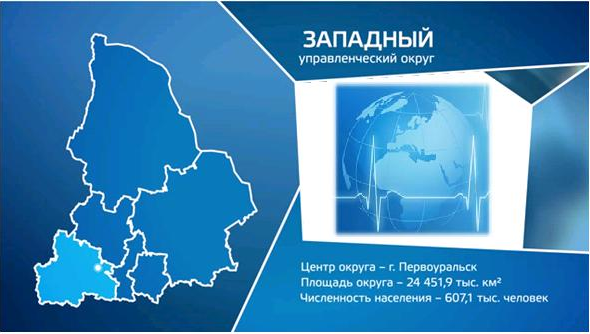 ЗАПАДНЫЙ
управленческий округ
Центр округа – г. Первоуральск
Площадь округа – 24 451,9 тыс. км²
Численность населения – 607,1 тыс. человек